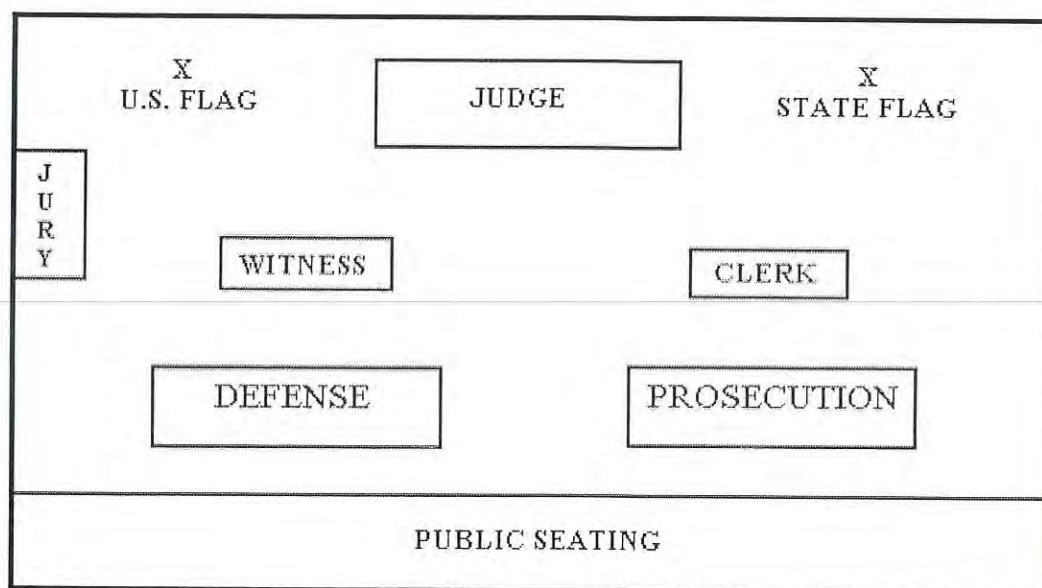 X
U.S. FLAG
JUDGE
X
STATE FLAG
J
U
R
Y
WITNESS
CLERK
DEFENSE
PROSECUTION
PUBLIC SEATING